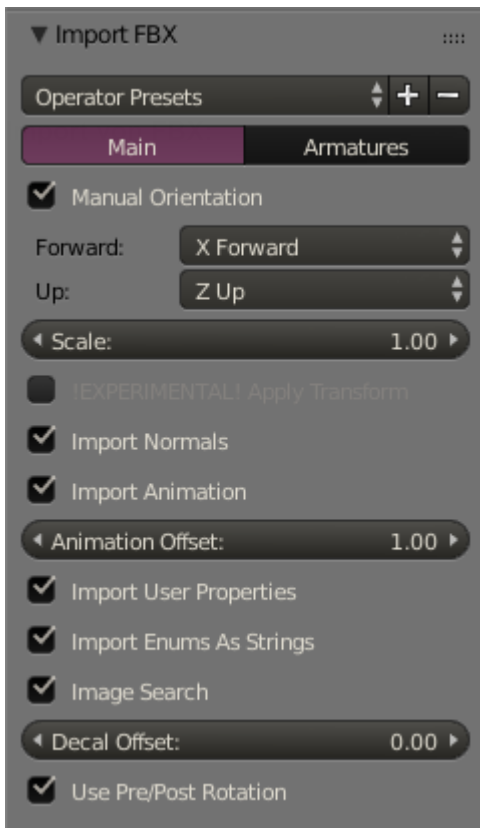 Import FBX
Operator Presets
Main Armatures
Manual Orientation
Forward: X Forward
Up: Z Up
Scale: 1.00
!EXPERIMENTAL! Apply Transform
Import Normals
Import Animation
Animation Offset: 1.00
Import User Properties
Import Enums As Strings
Image Search
Decal Offset: 0.00
Use Pre/Post Rotation